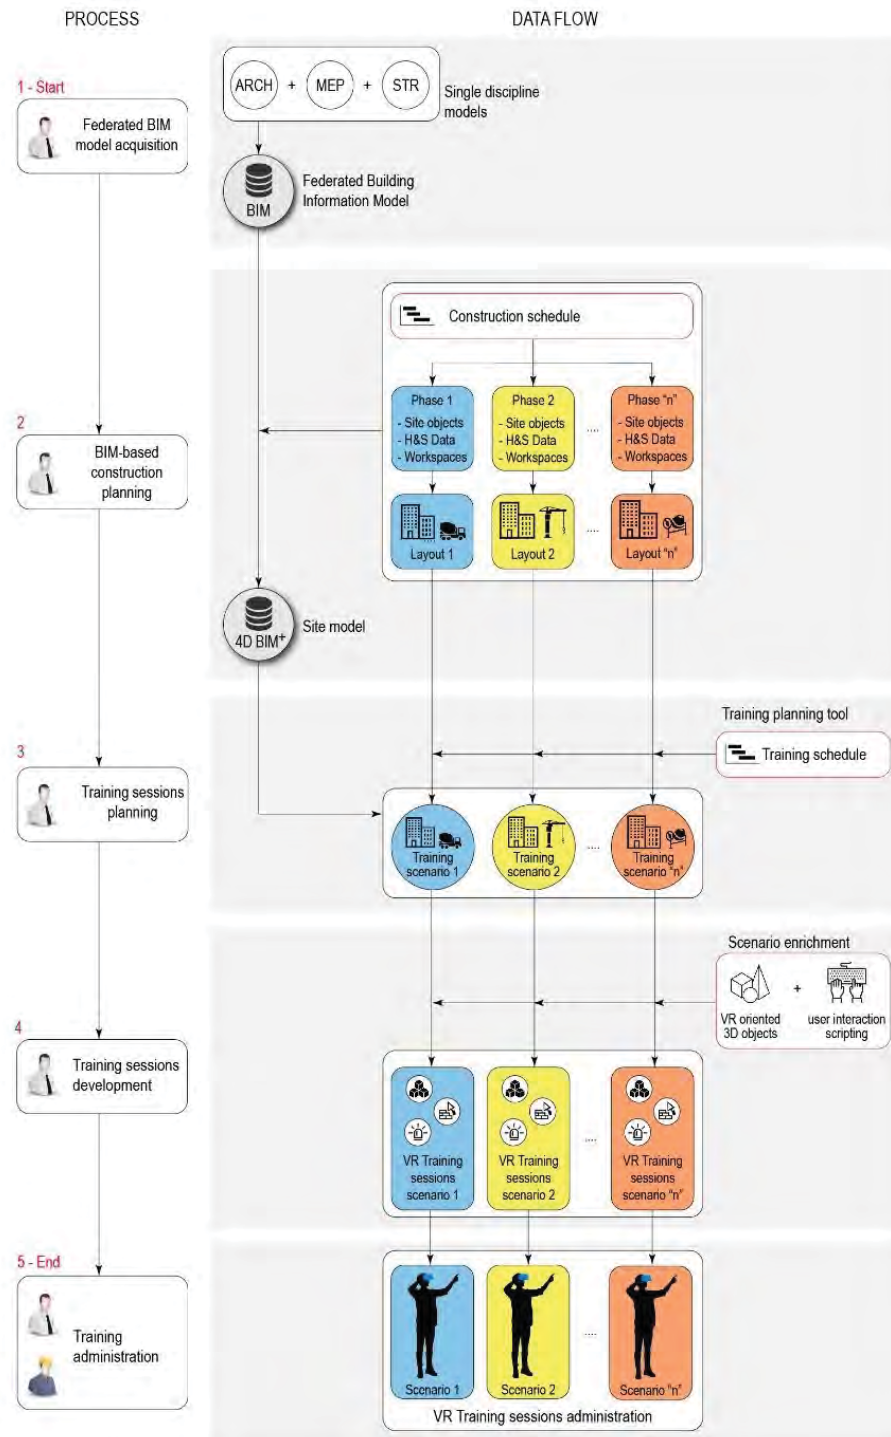 PROCESS
DATA FLOW
1 - Start
Federated BIM
model acquisition
ARCH + MEP + STR
Single discipline
models
BIM
Federated Building
Information Model
Construction schedule
2
BIM-based
construction
planning
Phase 1
- Site objects
- H&S Data
- Workspaces
Phase 2
- Site objects
- H&S Data
- Workspaces
....
Phase "n"
- Site objects
- H&S Data
- Workspaces
Layout 1
Layout 2
....
Layout "n"
4D BIM+
Site model
3
Training sessions
planning
Training planning tool
Training schedule
Training
scenario 1
Training
scenario 2
....
Training
scenario "n"
Scenario enrichment
VR oriented
3D objects
+
user interaction
scripting
4
Training sessions
development
VR Training
sessions
scenario 1
VR Training
sessions
scenario 2
....
VR Training
sessions
scenario "n"
5 - End
Training
administration
Scenario 1
Scenario 2
....
Scenario "n"
VR Training sessions administration